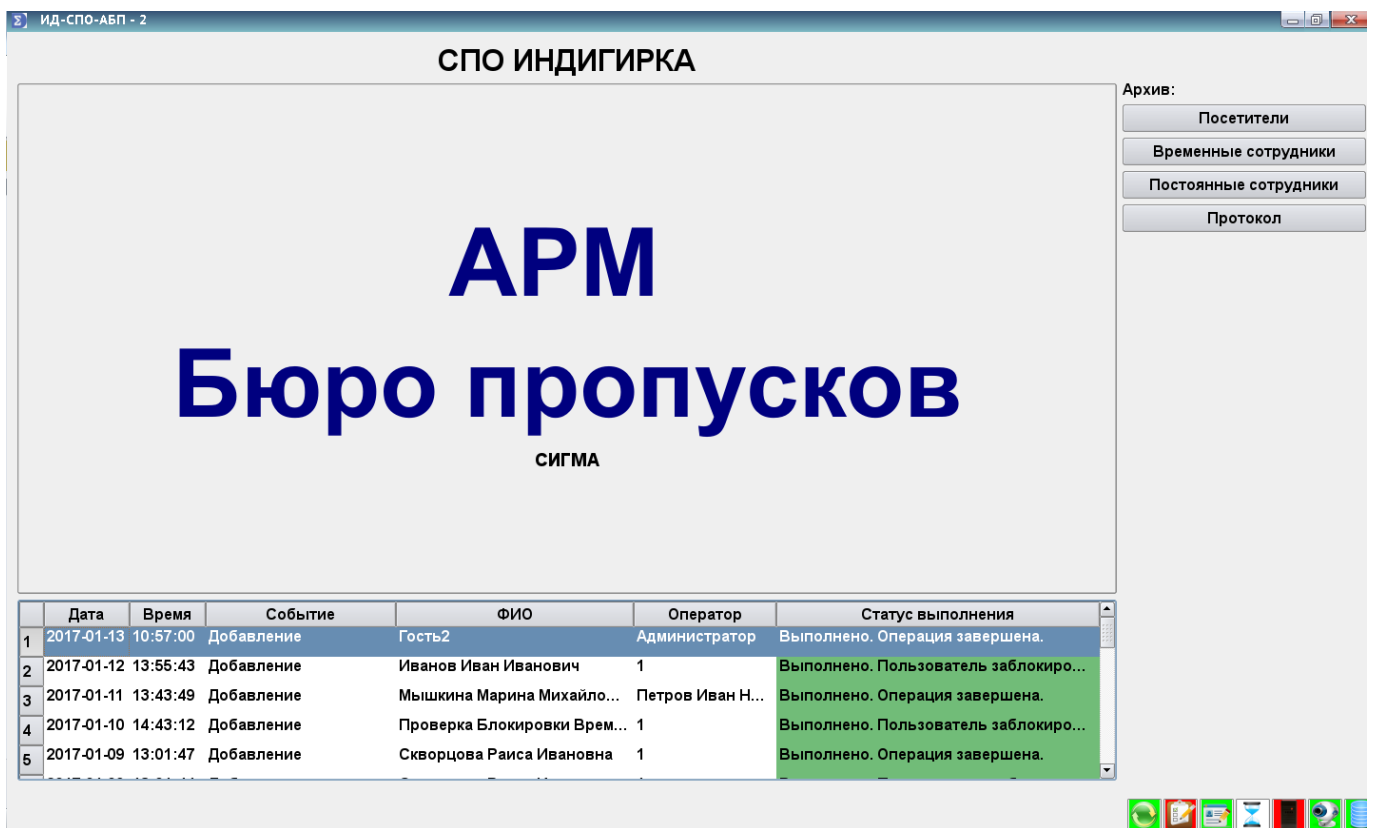 ИД-СПО-АБП - 2
СПО ИНДИГИРКА
Архив:
Посетители
Временные сотрудники
Постоянные сотрудники
Протокол
АРМ
Бюро пропусков
СИГМА
Дата Время Событие ФИО Оператор Статус выполнения
1 2017-01-13 10:57:00 Добавление Гость2 Администратор Выполнено. Операция завершена.
2 2017-01-12 13:55:43 Добавление Иванов Иван Иванович 1 Выполнено. Пользователь заблокиро...
3 2017-01-11 13:43:49 Добавление Мышкина Марина Михайло... Петров Иван Н... Выполнено. Операция завершена.
4 2017-01-10 14:43:12 Добавление Проверка Блокировки Врем... 1 Выполнено. Пользователь заблокиро...
5 2017-01-09 13:01:47 Добавление Скворцова Раиса Ивановна 1 Выполнено. Операция завершена.